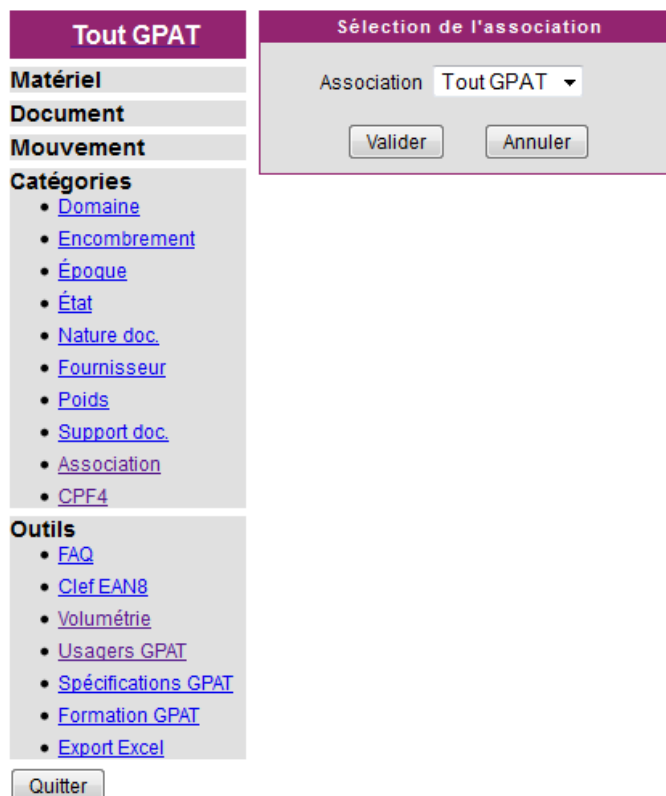 Tout GPAT
Matériel
Document
Mouvement
Catégories
Domaine
Encombrement
Époque
État
Nature doc.
Fournisseur
Poids
Support doc.
Association
CPF4
Outils
FAQ
Clef EAN8
Volumétrie
Usagers GPAT
Spécifications GPAT
Formation GPAT
Export Excel
Quitter
Sélection de l'association
Association Tout GPAT
Valider Annuler